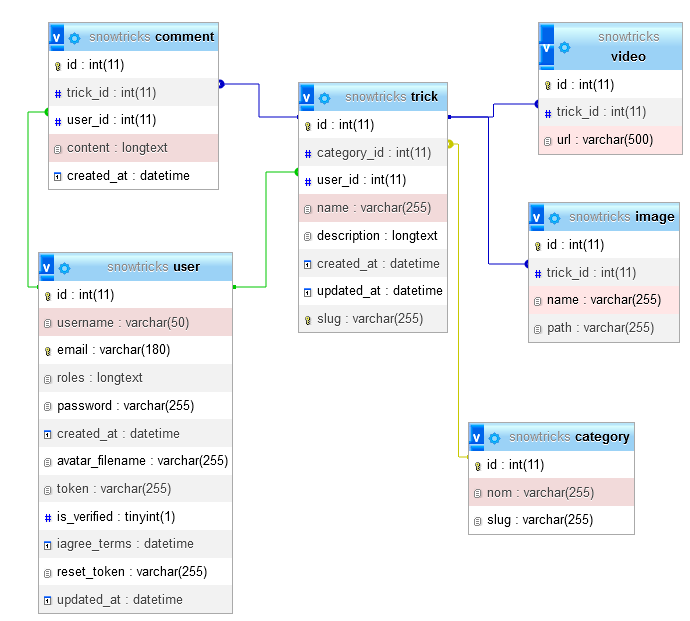 v snowtricks comment
id : int(11)
trick_id : int(11)
user_id : int(11)
content : longtext
created_at : datetime
v snowtricks trick
id : int(11)
category_id : int(11)
user_id : int(11)
name : varchar(255)
description : longtext
created_at : datetime
updated_at : datetime
slug : varchar(255)
v snowtricks
video
id : int(11)
trick_id : int(11)
url : varchar(500)
v snowtricks image
id : int(11)
trick_id : int(11)
name : varchar(255)
path : varchar(255)
v snowtricks user
id : int(11)
username : varchar(50)
email : varchar(180)
roles : longtext
password : varchar(255)
created_at : datetime
avatar_filename : varchar(255)
token : varchar(255)
is_verified : tinyint(1)
iagree_terms : datetime
reset_token : varchar(255)
updated_at : datetime
v snowtricks category
id : int(11)
nom : varchar(255)
slug : varchar(255)